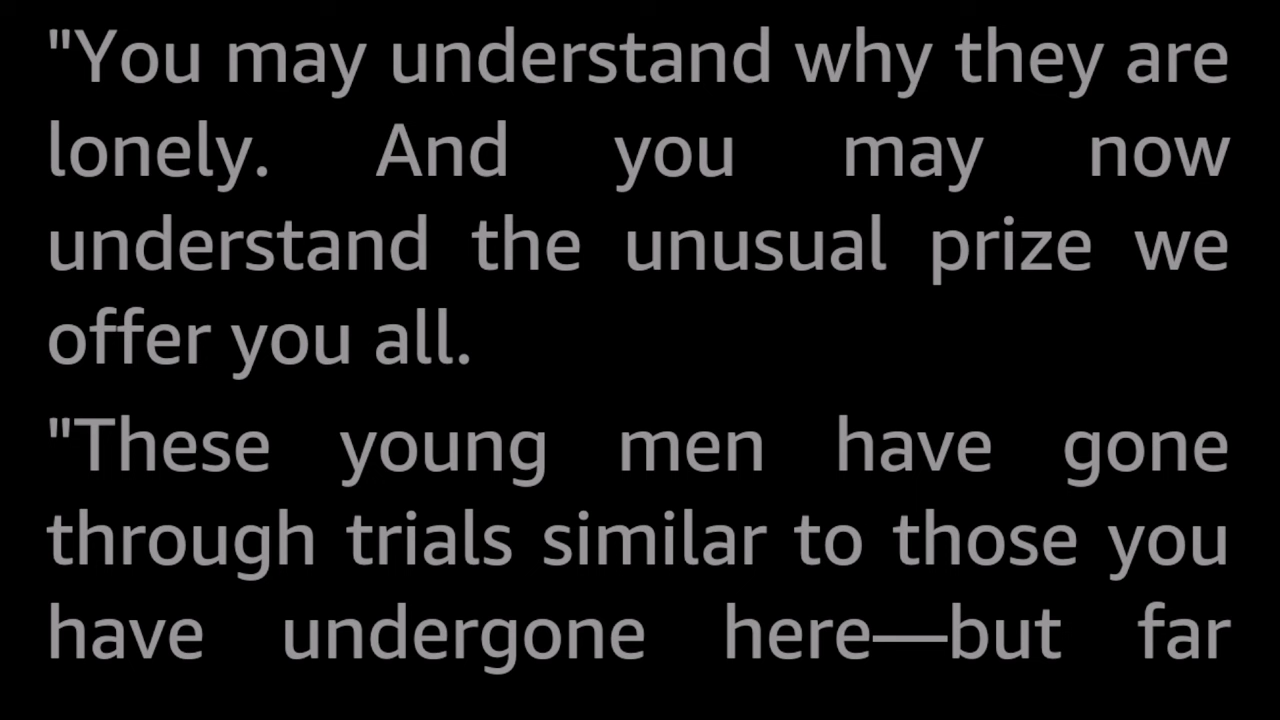 "You may understand why they are
lonely. And you may now
understand the unusual prize we
offer you all.
"These young men have gone
through trials similar to those you
have undergone here—but far